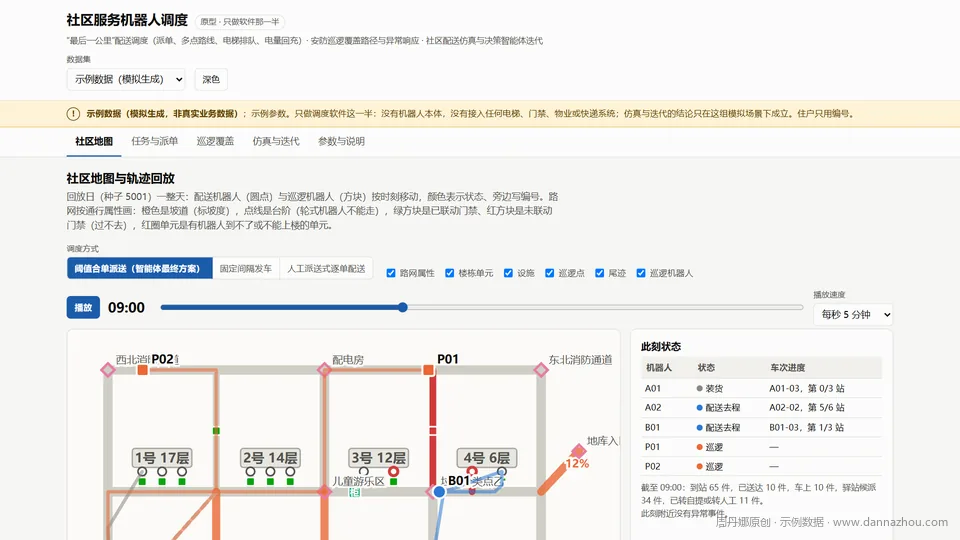 社区服务机器人调度
原型 · 只做软件那一半
“最后一公里”配送调度（派单、多点路线、电梯排队、电量回充）· 安防巡逻覆盖路径与异常响应 · 社区配送仿真与决策智能体迭代
数据集
示例数据（模拟生成）
深色
示例数据（模拟生成，非真实业务数据）；示例参数。只做调度软件这一半：没有机器人本体，没有接入任何电梯、门禁、物业或快递系统；仿真与迭代的结论只在这组模拟场景下成立。住户只用编号。
社区地图
任务与派单
巡逻覆盖
仿真与迭代
参数与说明
社区地图与轨迹回放
回放日（种子 5001）一整天：配送机器人（圆点）与巡逻机器人（方块）按时刻移动，颜色表示状态、旁边写编号。路
网按通行属性画：橙色是坡道（标坡度），点线是台阶（轮式机器人不能走），绿方块是已联动门禁、红方块是未联动
门禁（过不去），红圈单元是有机器人到不了或不能上楼的单元。
调度方式
阈值合单派送（智能体最终方案）
固定间隔发车
人工派送式逐单配送
路网属性
楼栋单元
设施
巡逻点
尾迹
巡逻机器人
播放
09:00
播放速度
每秒 5 分钟
西北消
P02
配电房
P01
东北消防通道
1号 17层
2号 14层
3号 12层
4号 6层
地库入
12%
儿童游乐区
柜
B01
类点乙
此刻状态
机器人 状态 车次进度
A01 装货 A01-03，第 0/3 站
A02 配送去程 A02-02，第 5/6 站
B01 配送去程 B01-03，第 1/3 站
P01 巡逻 —
P02 巡逻 —
截至 09:00：到站 65 件，已送达 10 件，车上 10 件，驿站候派
34 件，已转自提或转人工 11 件。
此刻附近没有异常事件。
周丹娜原创 · 示例数据 · www.dannazhou.com